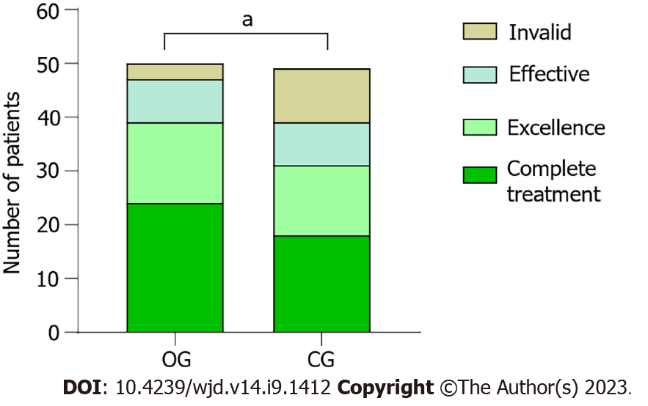 Number of patients
60
50
40
30
20
10
0
a
OG
CG
Invalid
Effective
Excellence
Complete
treatment
DOI: 10.4239/wjd.v14.i9.1412 Copyright ©The Author(s) 2023.